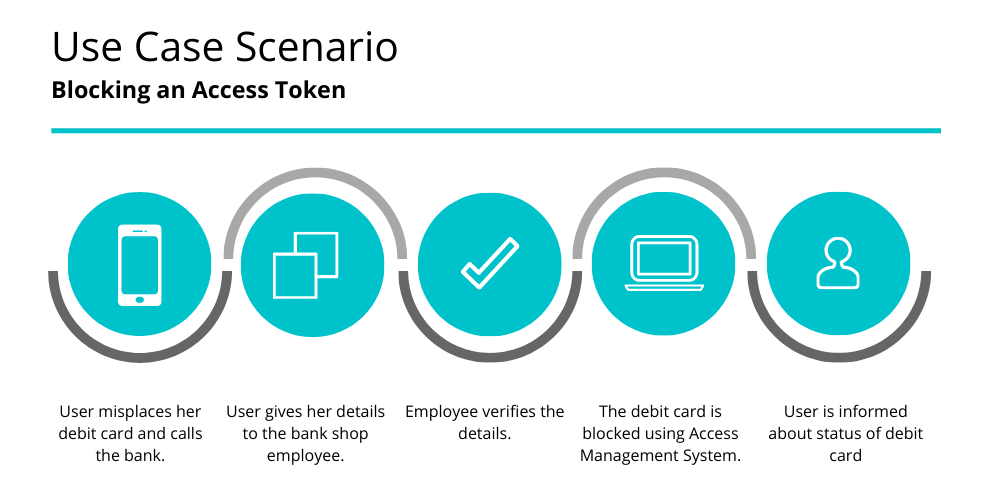 Use Case Scenario
Blocking an Access Token
User misplaces her
debit card and calls
the bank.
User gives her details
to the bank shop
employee.
Employee verifies the
details.
The debit card is
blocked using Access
Management System.
User is informed
about status of debit
card